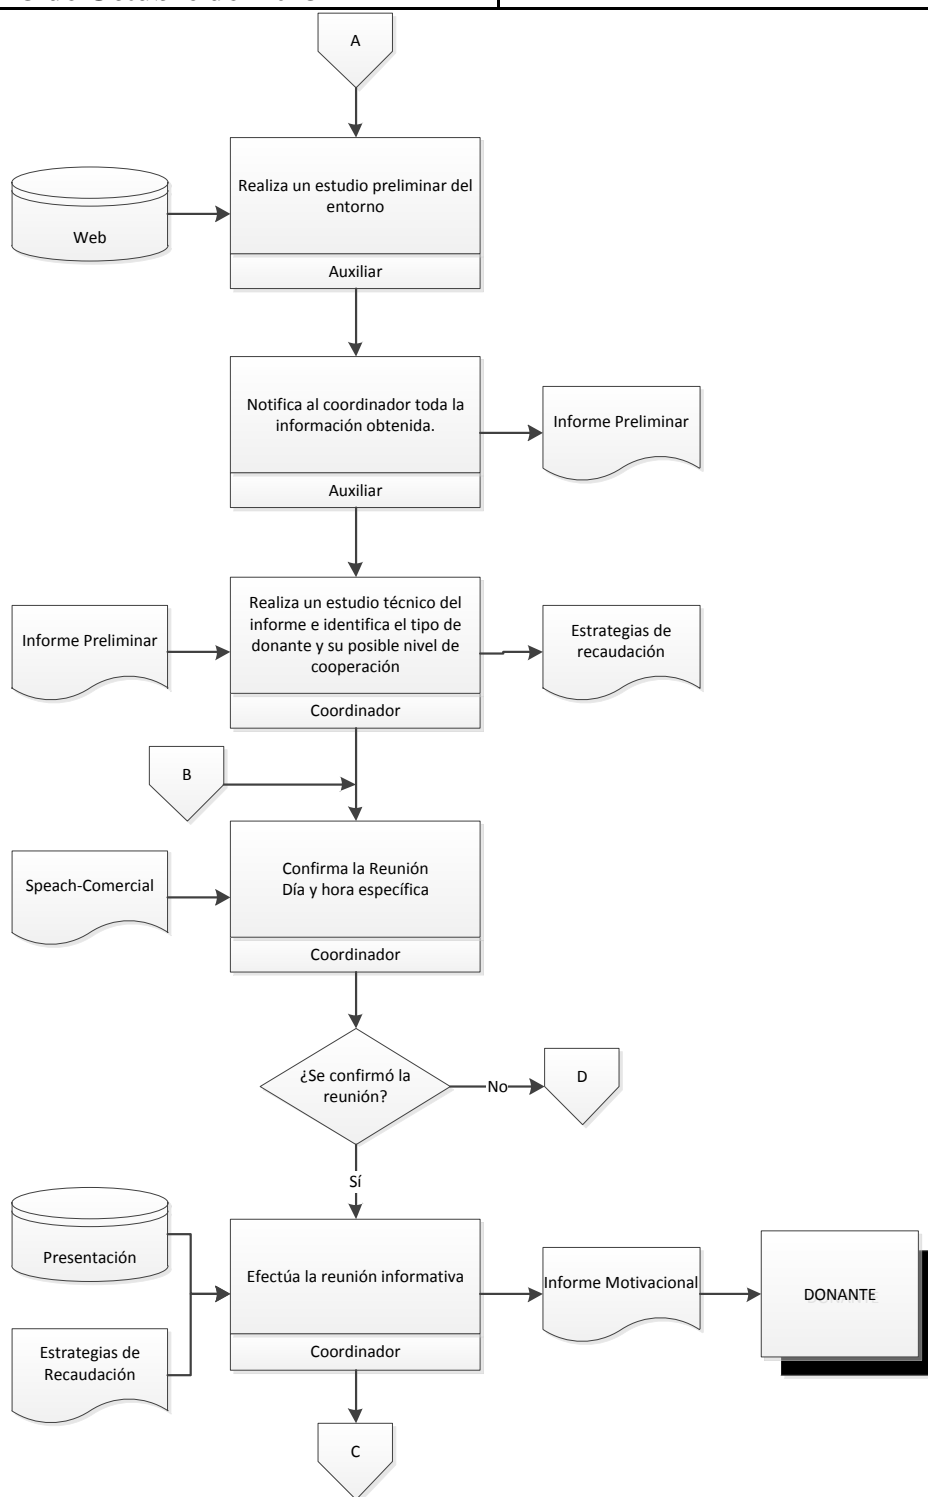 A
Realiza un estudio preliminar del
entorno
Web
Auxiliar
Notifica al coordinador toda la
información obtenida.
Informe Preliminar
Auxiliar
Realiza un estudio técnico del
informe e identifica el tipo de
donante y su posible nivel de
cooperación
Informe Preliminar
Estrategias de
recaudación
Coordinador
B
Confirma la Reunión
Día y hora específica
Speach-Comercial
Coordinador
¿Se confirmó la
reunión?
No
D
Sí
Presentación
Efectúa la reunión informativa
Informe Motivacional
DONANTE
Estrategias de
Recaudación
Coordinador
C